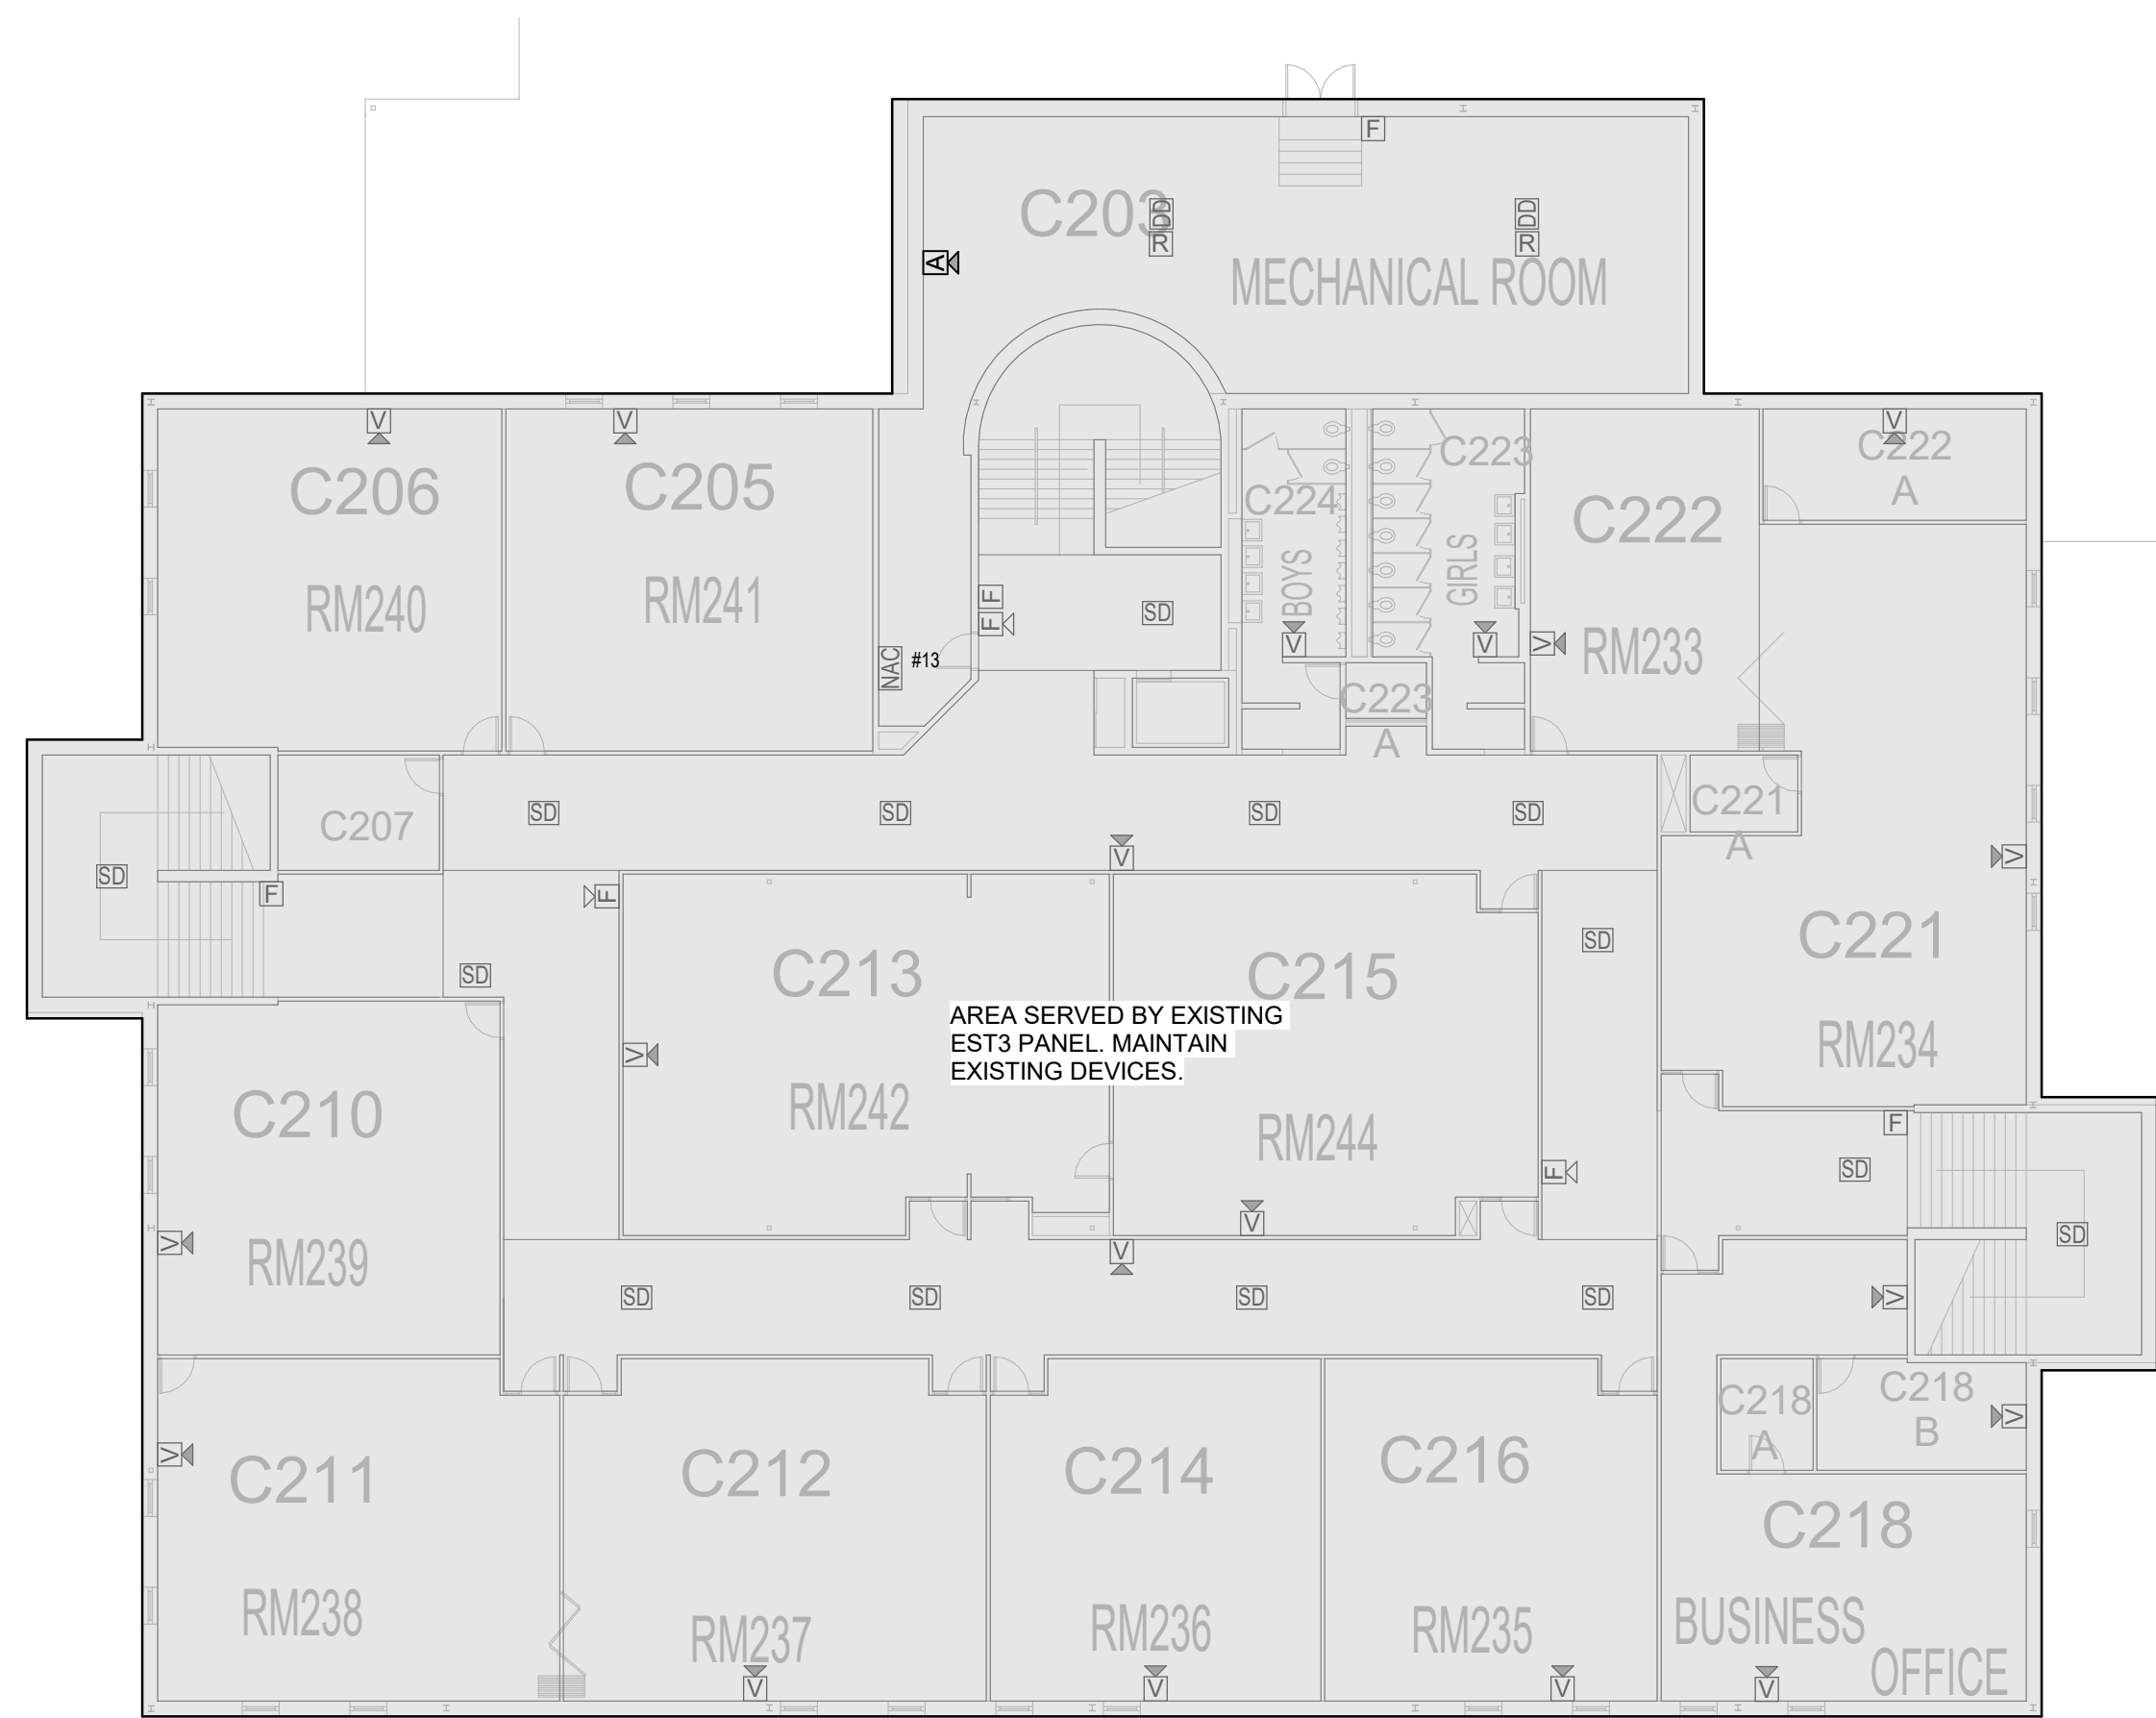 F
C203
DD
R
DD
R
A
MECHANICAL ROOM
V
V
V
C206
C205
C223
C222
A
C224
C222
RM240
RM241
BOYS
GIRLS
F
F
SD
V
V
V
RM233
NAC
#13
C223
A
C207
SD
SD
SD
SD
C221
A
V
V
SD
F
F
SD
C213
C215
SD
C221
AREA SERVED BY EXISTING
EST3 PANEL. MAINTAIN
EXISTING DEVICES.
V
RM234
C210
RM242
RM244
F
F
SD
V
RM239
V
V
SD
SD
SD
SD
SD
V
C218
A
C218
B
V
V
C211
C212
C214
C216
C218
RM238
RM237
RM236
RM235
BUSINESS
OFFICE
V
V
V
V